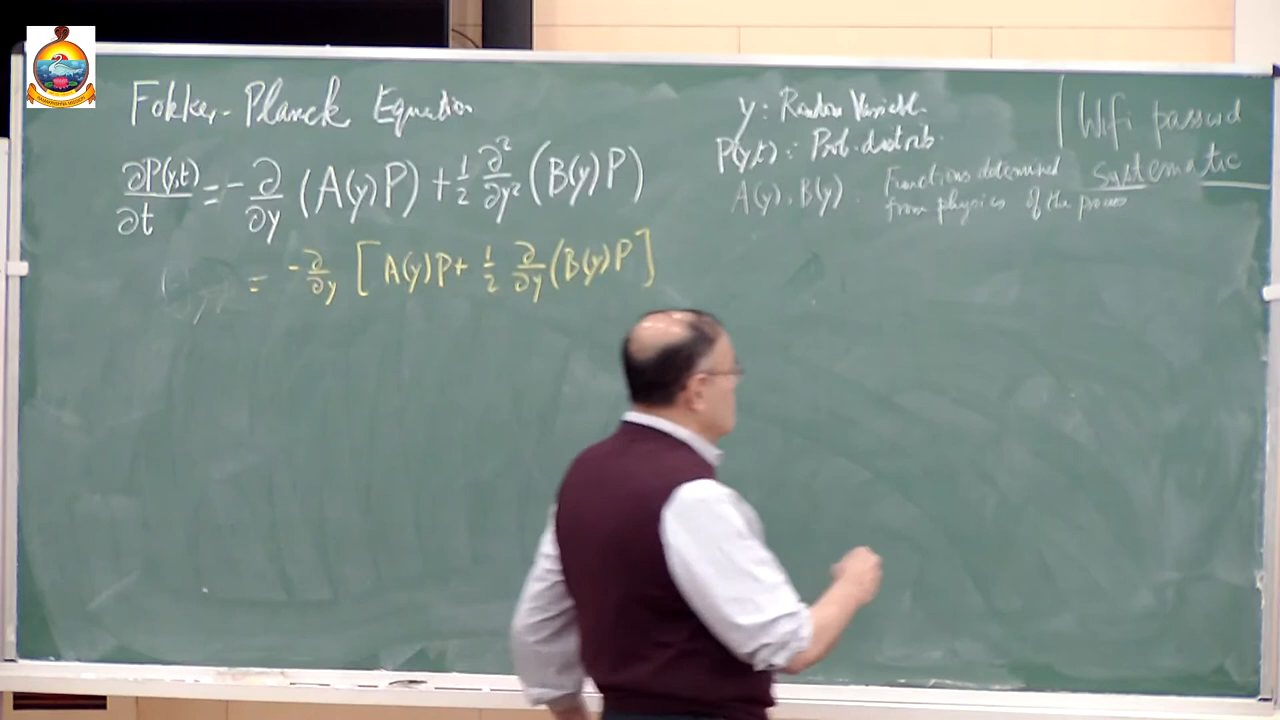 Fokker-Planck Equation
∂P(y,t)/∂t = -∂/∂y (A(y)P) + 1/2 ∂²/∂y² (B(y)P)
= -∂/∂y [A(y)P + 1/2 ∂/∂y (B(y)P]
y: Random Variable
P(y,t): Prob. distrib.
A(y), B(y). Functions determined
from physics of the process
Wifi passwd
systematic